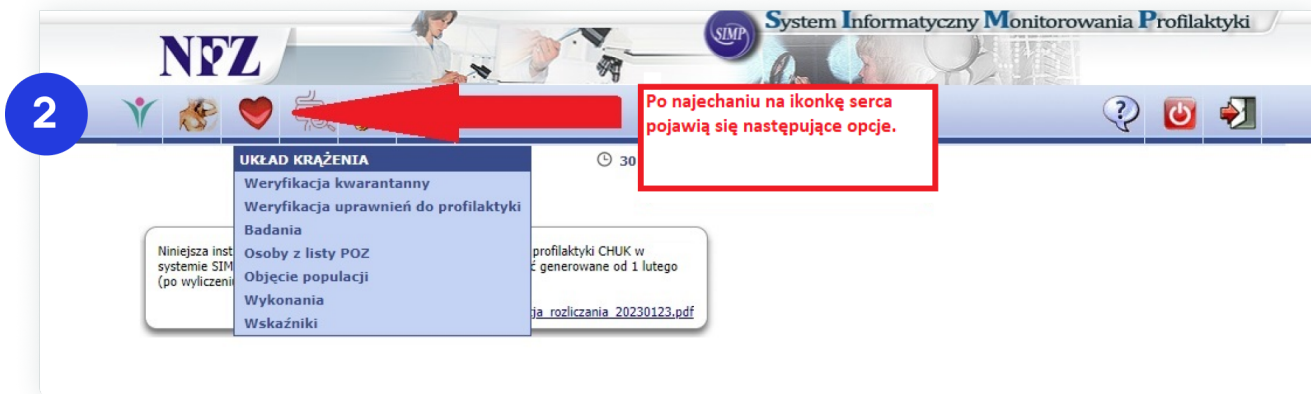 System Informatyczny Monitorowania Profilaktyki
SIMP
NFZ
2
Po najechaniu na ikonkę serca
pojawią się następujące opcje.
UKŁAD KRĄŻENIA
30
Weryfikacja kwarantanny
Weryfikacja uprawnień do profilaktyki
Badania
Osoby z listy POZ
Objęcie populacji
Wykonania
Wskaźniki
Niniejsza inst profilaktyki CHUK w
systemie SIM ć generowane od 1 lutego
(po wyliczeni
ja_rozliczania_20230123.pdf